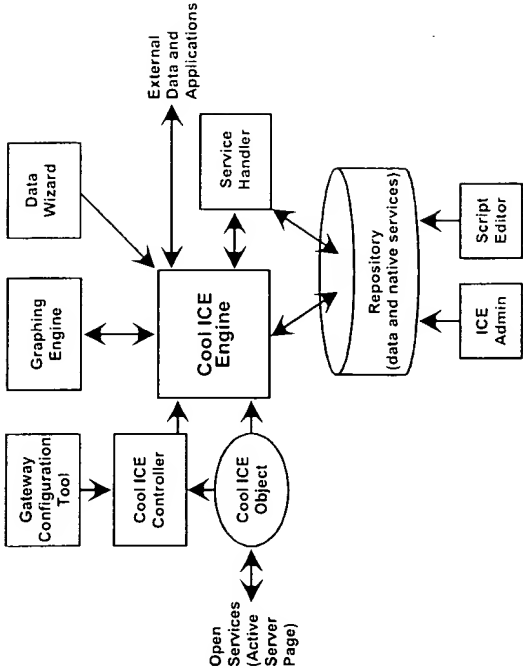 Gateway
Configuration
Tool
Graphing
Engine
Data
Wizard
External
Data and
Applications
Cool ICE
Controller
Cool ICE
Engine
Service
Handler
Open
Services
(Active
Server
Page)
Cool ICE
Object
Repository
(data and native services)
ICE
Admin
Script
Editor